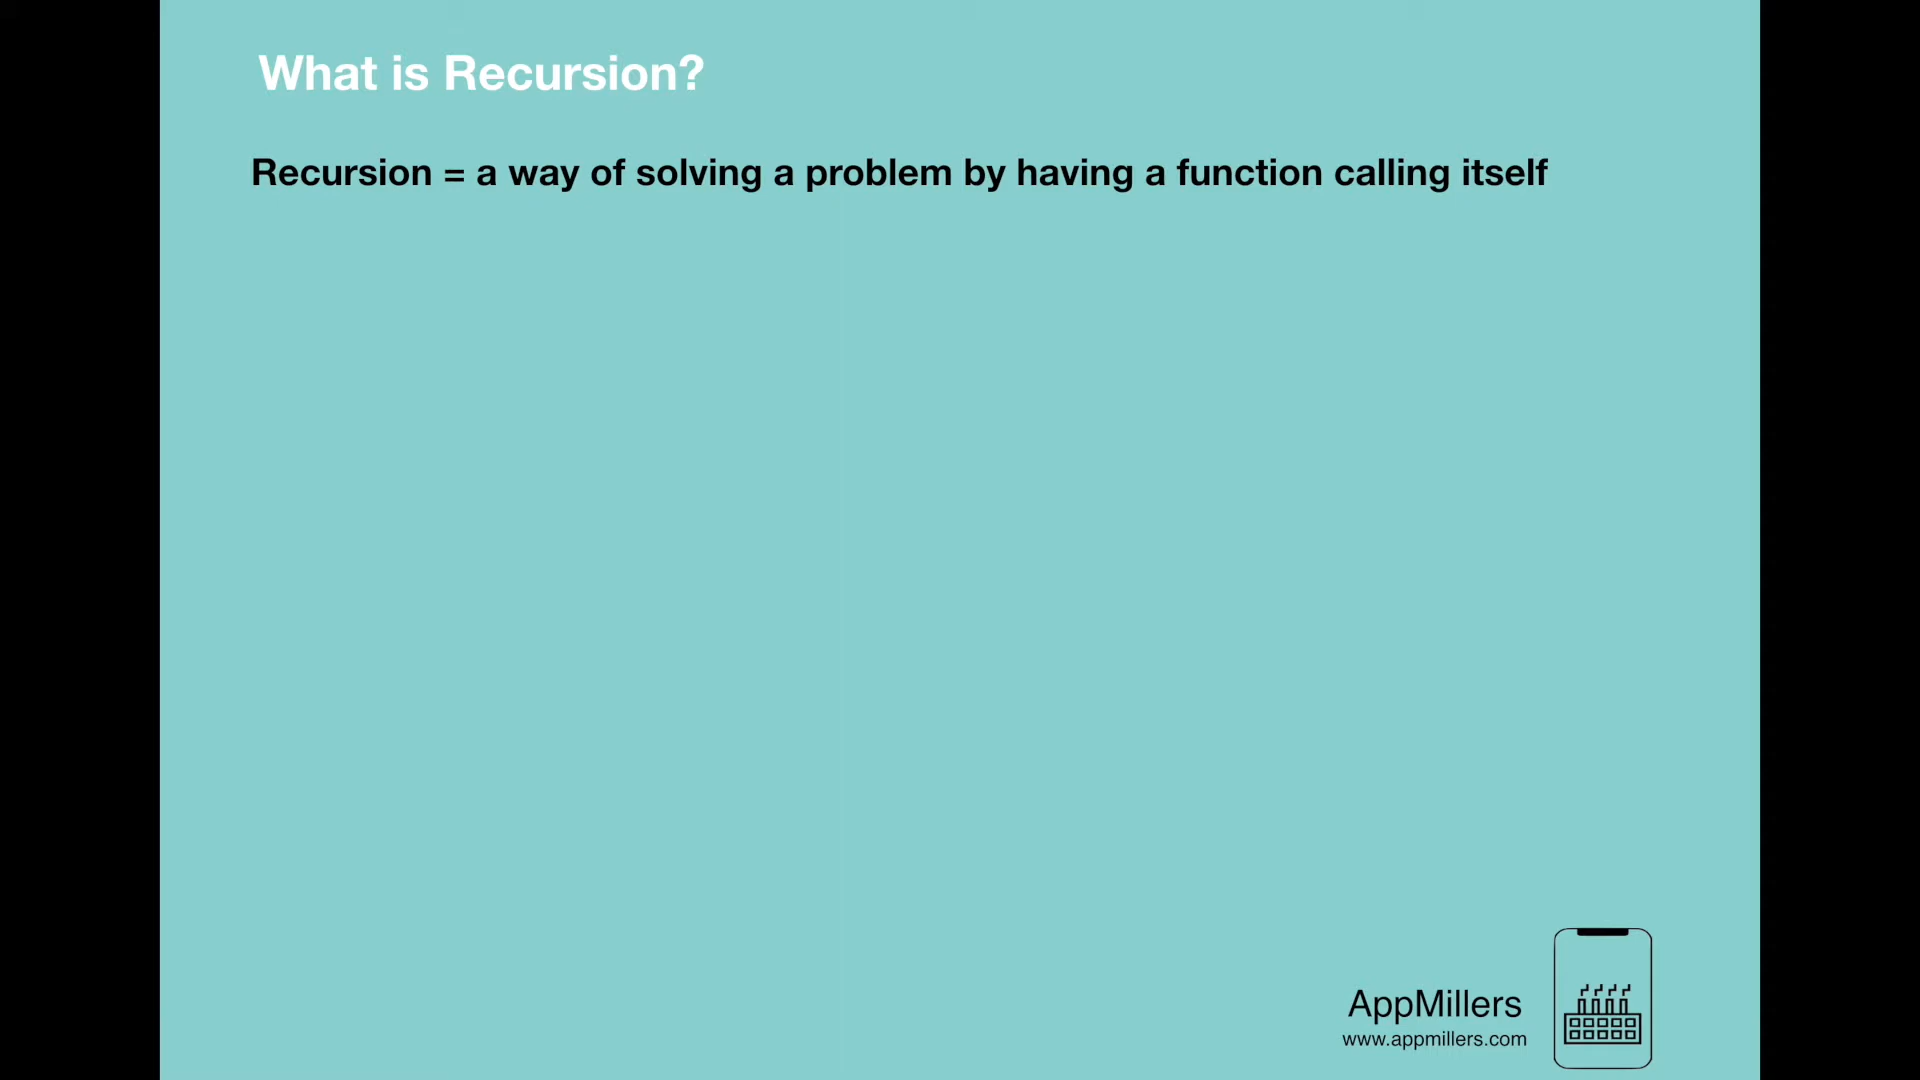 What is Recursion?
Recursion = a way of solving a problem by having a function calling itself
AppMillers
www.appmillers.com